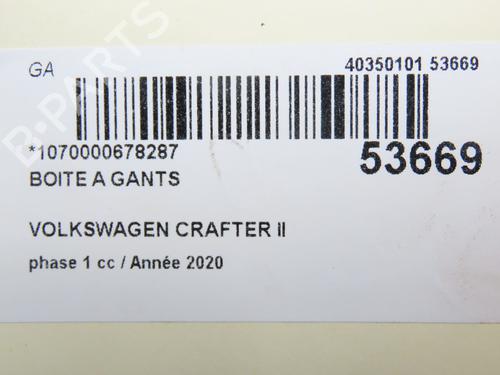 GA
40350101 53669
*1070000678287
53669
BOITE A GANTS
VOLKSWAGEN CRAFTER II
phase 1 cc / Année 2020
B-PARTS